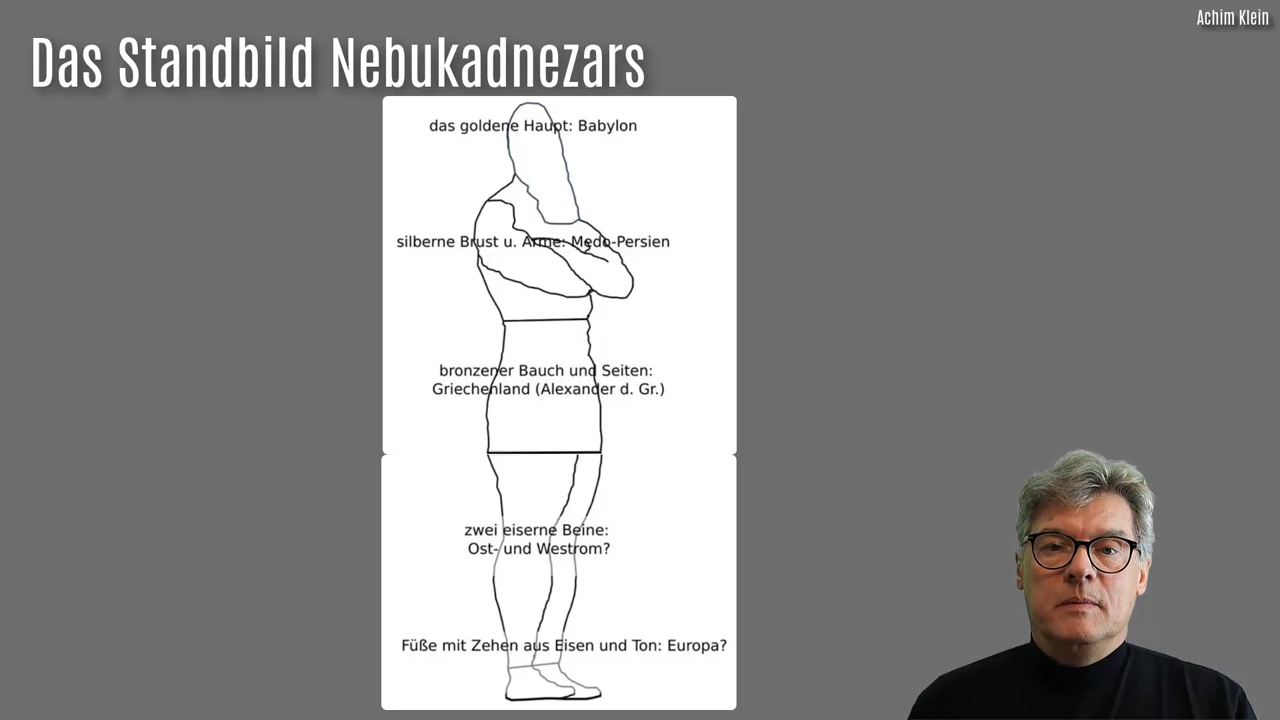 Achim Klein
Das Standbild Nebukadnezars
das goldene Haupt: Babylon
silberne Brust u. Arme: Medo-Persien
bronzener Bauch und Seiten:
Griechenland (Alexander d. Gr.)
zwei eiserne Beine:
Ost- und Westrom?
Füße mit Zehen aus Eisen und Ton: Europa?